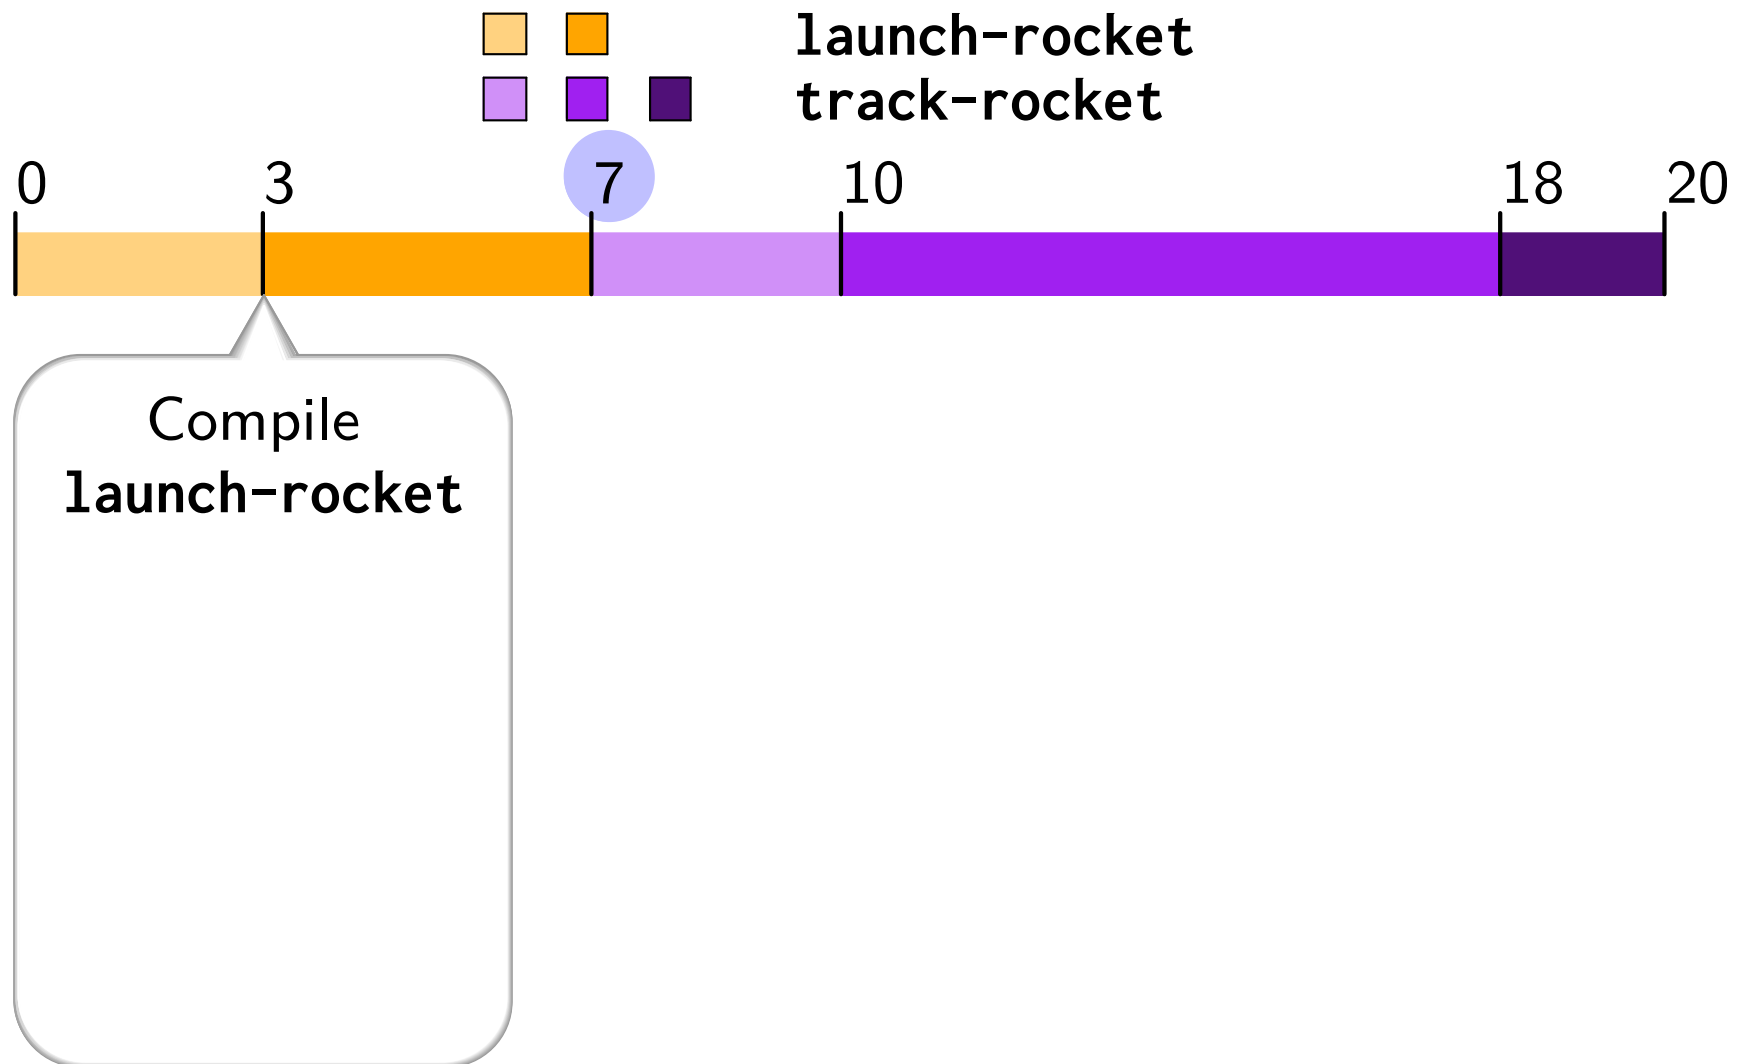 launch-rocket
track-rocket
0 3 7 10 18 20
Compile
launch-rocket